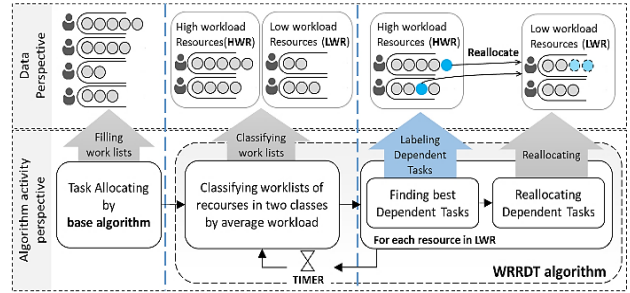 Data
Perspective
High workload
Resources(HWR)
Low workload
Resources (LWR)
High workload
Resources (HWR)
Reallocate
Low workload
Resources (LWR)
Filling
work lists
Classifying
work lists
Labeling
Dependent
Tasks
Reallocating
Algorithm activity
perspective
Task Allocating
by
base algorithm
Classifying worklists of
recourses in two classes
by average workload
Finding best
Dependent Tasks
Reallocating
Dependent Tasks
For each resource in LWR
TIMER
WRRDT algorithm